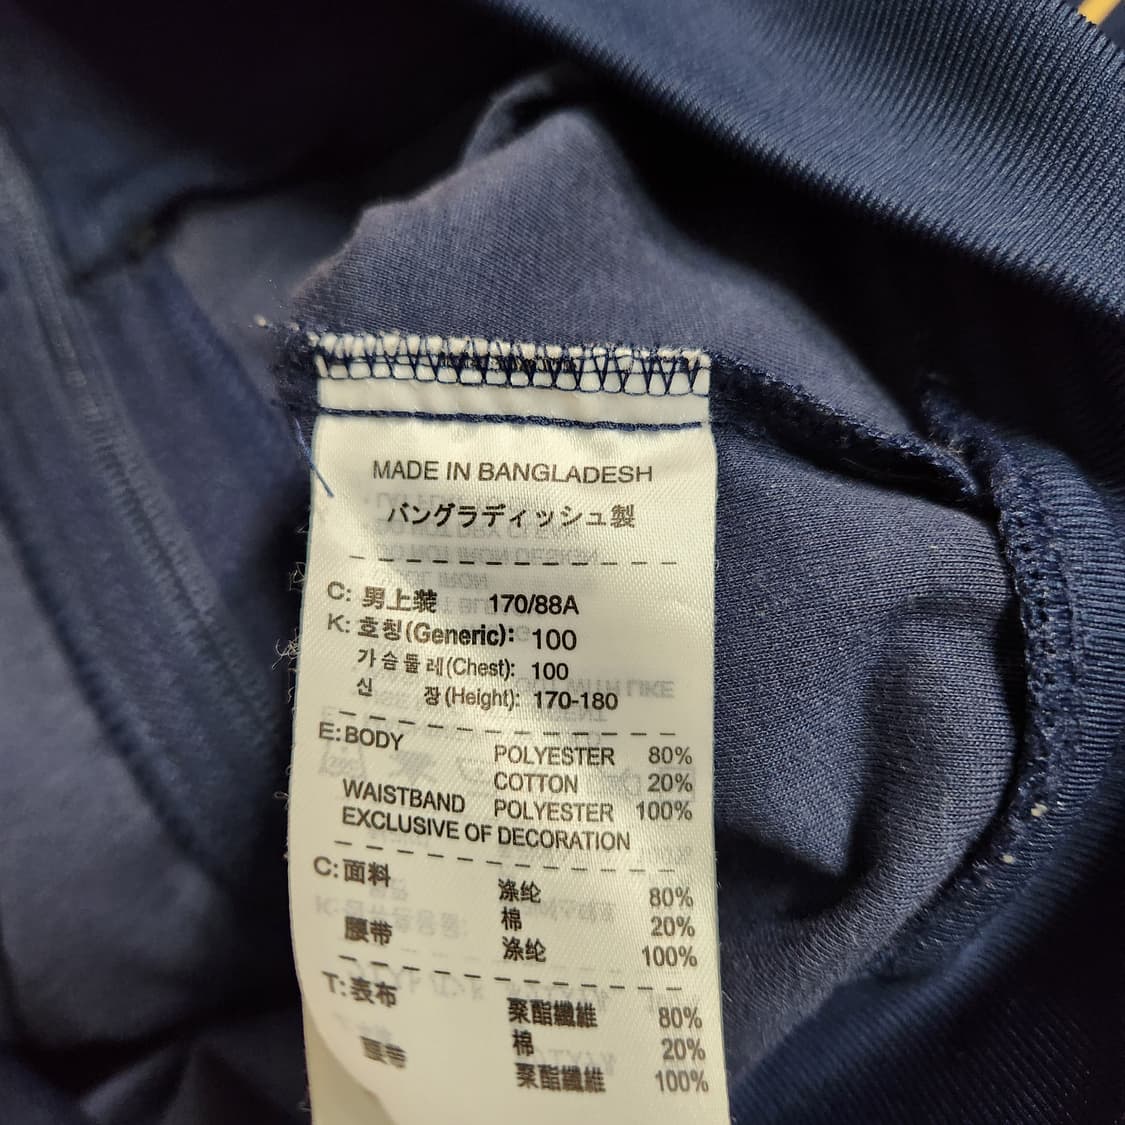 MADE IN BANGLADESH
バングラディッシュ製
C: 男上装 170/88A
K: 호칭(Generic): 100
가슴둘레(Chest): 100
신 장(Height): 170-180
E: BODY POLYESTER 80%
COTTON 20%
WAISTBAND POLYESTER 100%
EXCLUSIVE OF DECORATION
C: 面料 涤纶 80%
棉 20%
腰带 涤纶 100%
T: 表布 聚酯纖維 80%
棉 20%
聚酯纖維 100%